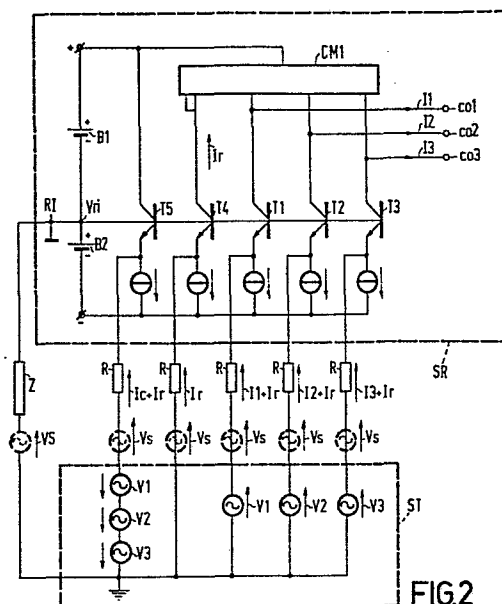 CM1
I1 co1
I2 co2
I3 co3
Ir
+
+ B1 -
RI Vri T5 T4 T1 T2 T3
+ B2 -
-
SR
Z R R R R R
Ic+Ir Ir I1+Ir I2+Ir I3+Ir
VS Vs Vs Vs Vs Vs
V1 V1 V2 V3 ST
V2
V3
FIG.2